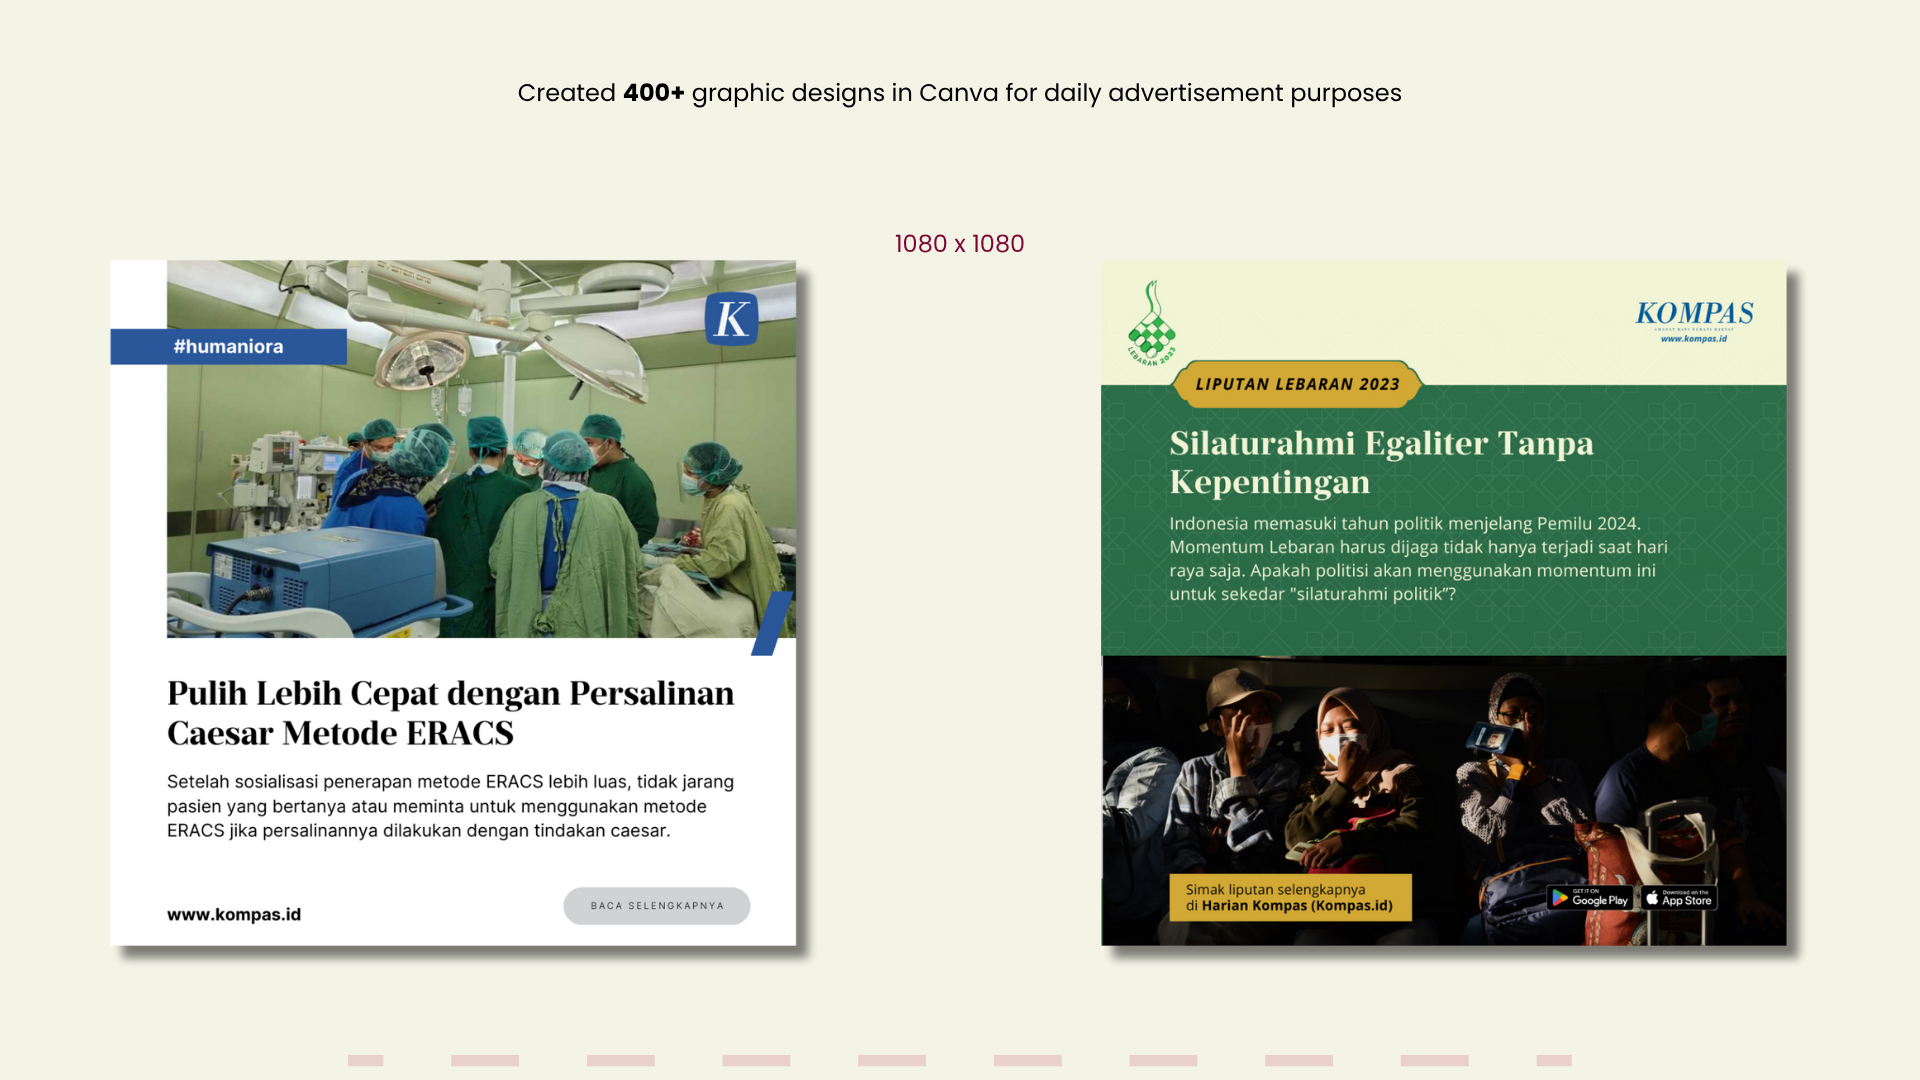 Created 400+ graphic designs in Canva for daily advertisement purposes
1080 x 1080
#humaniora
K
Pulih Lebih Cepat dengan Persalinan
Caesar Metode ERACS
Setelah sosialisasi penerapan metode ERACS lebih luas, tidak jarang
pasien yang bertanya atau meminta untuk menggunakan metode
ERACS jika persalinannya dilakukan dengan tindakan caesar.
www.kompas.id
BACA SELENGKAPNYA
LEBARAN 2023
KOMPAS
AMANAT HATI NURANI RAKYAT
www.kompas.id
LIPUTAN LEBARAN 2023
Silaturahmi Egaliter Tanpa
Kepentingan
Indonesia memasuki tahun politik menjelang Pemilu 2024.
Momentum Lebaran harus dijaga tidak hanya terjadi saat hari
raya saja. Apakah politisi akan menggunakan momentum ini
untuk sekedar "silaturahmi politik"?
Simak liputan selengkapnya
di Harian Kompas (Kompas.id)
GET IT ON
Google Play
Download on the
App Store